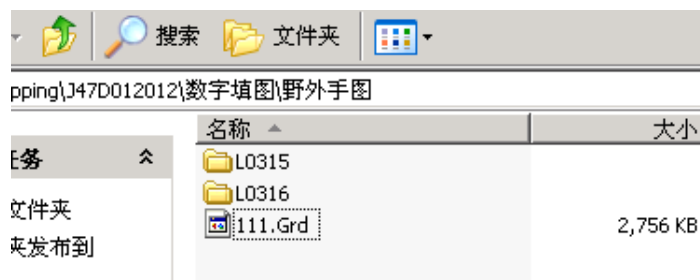 搜索 文件夹
pping\J47D012012\数字填图\野外手图
名称 大小
任务
L0315
L0316
文件夹
111.Grd 2,756 KB
夹发布到